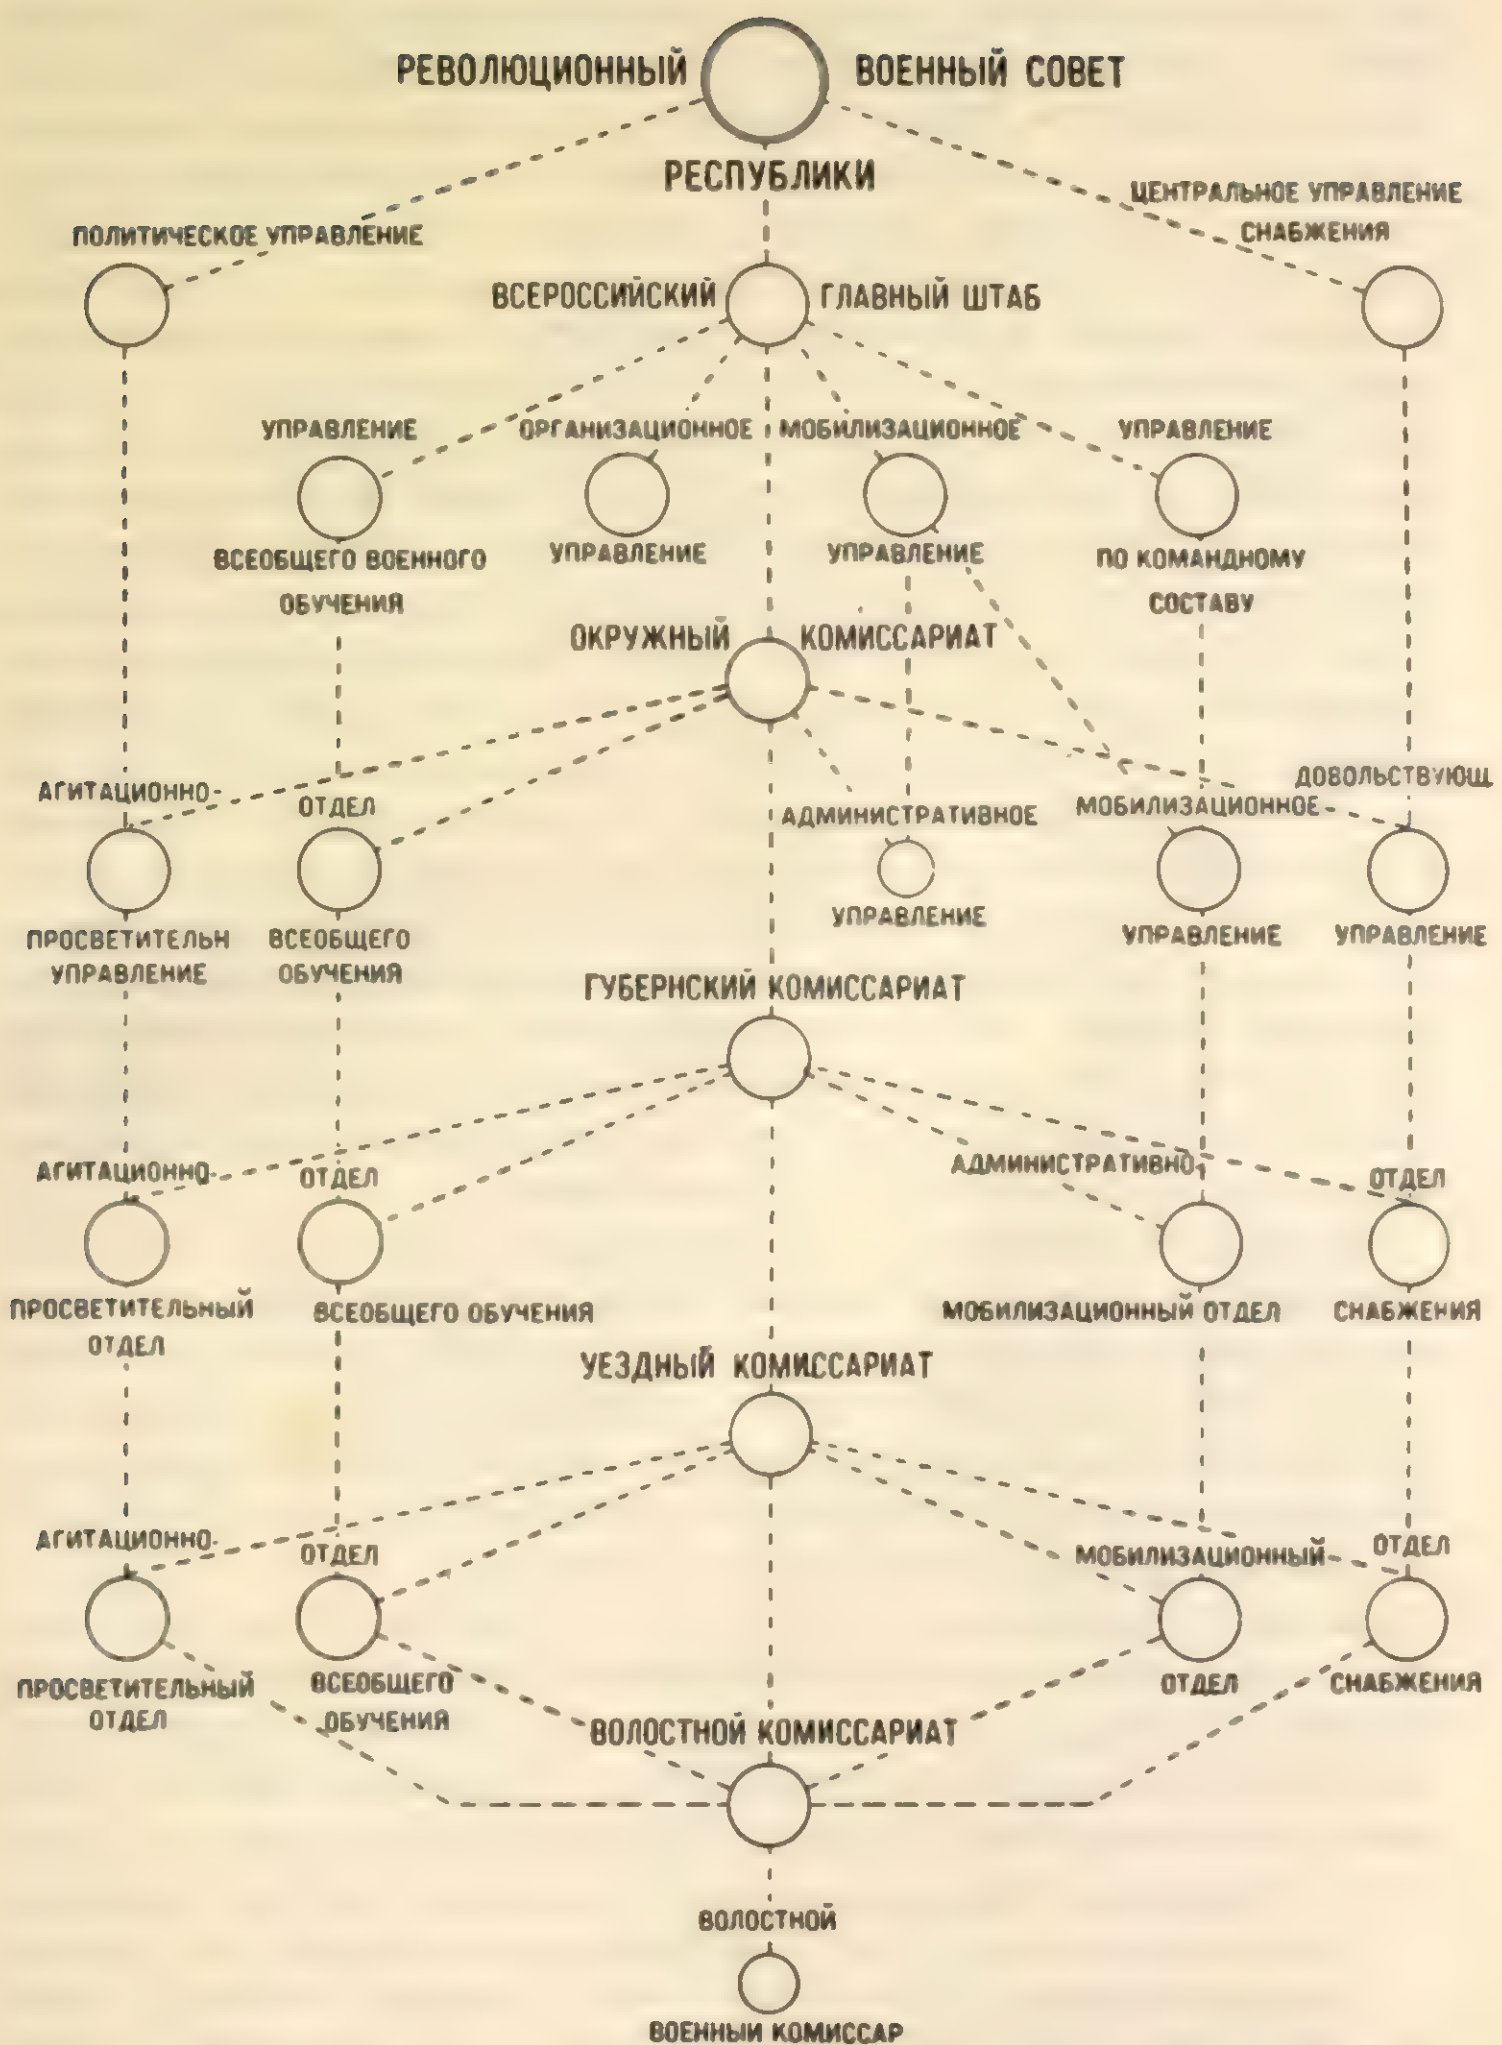 РЕВОЛЮЦИОННЫЙ ВОЕННЫЙ СОВЕТ
РЕСПУБЛИКИ
ПОЛИТИЧЕСКОЕ УПРАВЛЕНИЕ
ЦЕНТРАЛЬНОЕ УПРАВЛЕНИЕ
СНАБЖЕНИЯ
ВСЕРОССИЙСКИЙ ГЛАВНЫЙ ШТАБ
УПРАВЛЕНИЕ
ВСЕОБЩЕГО ВОЕННОГО
ОБУЧЕНИЯ
ОРГАНИЗАЦИОННОЕ
УПРАВЛЕНИЕ
МОБИЛИЗАЦИОННОЕ
УПРАВЛЕНИЕ
УПРАВЛЕНИЕ
ПО КОМАНДНОМУ
СОСТАВУ
ОКРУЖНЫЙ КОМИССАРИАТ
АГИТАЦИОННО-
ПРОСВЕТИТЕЛЬН
УПРАВЛЕНИЕ
ОТДЕЛ
ВСЕОБЩЕГО
ОБУЧЕНИЯ
АДМИНИСТРАТИВНОЕ
УПРАВЛЕНИЕ
МОБИЛИЗАЦИОННОЕ
УПРАВЛЕНИЕ
ДОВОЛЬСТВУЮЩ
УПРАВЛЕНИЕ
ГУБЕРНСКИЙ КОМИССАРИАТ
АГИТАЦИОННО-
ПРОСВЕТИТЕЛЬНЫЙ
ОТДЕЛ
ОТДЕЛ
ВСЕОБЩЕГО ОБУЧЕНИЯ
АДМИНИСТРАТИВНО-
МОБИЛИЗАЦИОННЫЙ ОТДЕЛ
ОТДЕЛ
СНАБЖЕНИЯ
УЕЗДНЫЙ КОМИССАРИАТ
АГИТАЦИОННО-
ПРОСВЕТИТЕЛЬНЫЙ
ОТДЕЛ
ОТДЕЛ
ВСЕОБЩЕГО
ОБУЧЕНИЯ
МОБИЛИЗАЦИОННЫЙ
ОТДЕЛ
ОТДЕЛ
СНАБЖЕНИЯ
ВОЛОСТНОЙ КОМИССАРИАТ
ВОЛОСТНОЙ
ВОЕННЫИ КОМИССАР